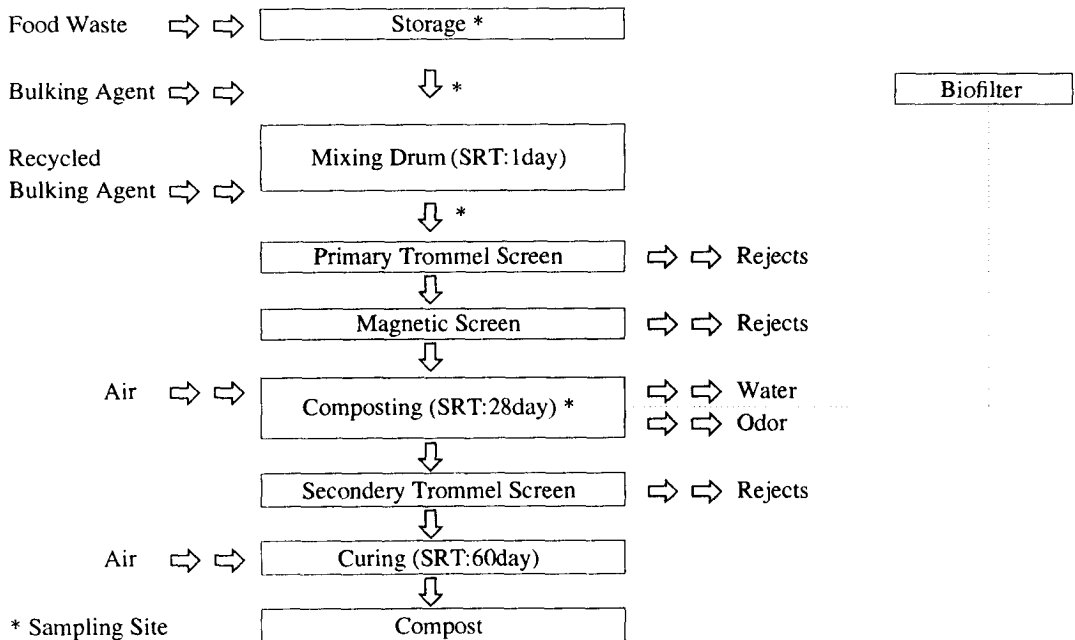 Food Waste
Storage *
Bulking Agent
*
Biofilter
Recycled
Bulking Agent
Mixing Drum (SRT:1day)
*
Primary Trommel Screen
Rejects
Magnetic Screen
Rejects
Air
Composting (SRT:28day) *
Water
Odor
Secondery Trommel Screen
Rejects
Air
Curing (SRT:60day)
* Sampling Site
Compost